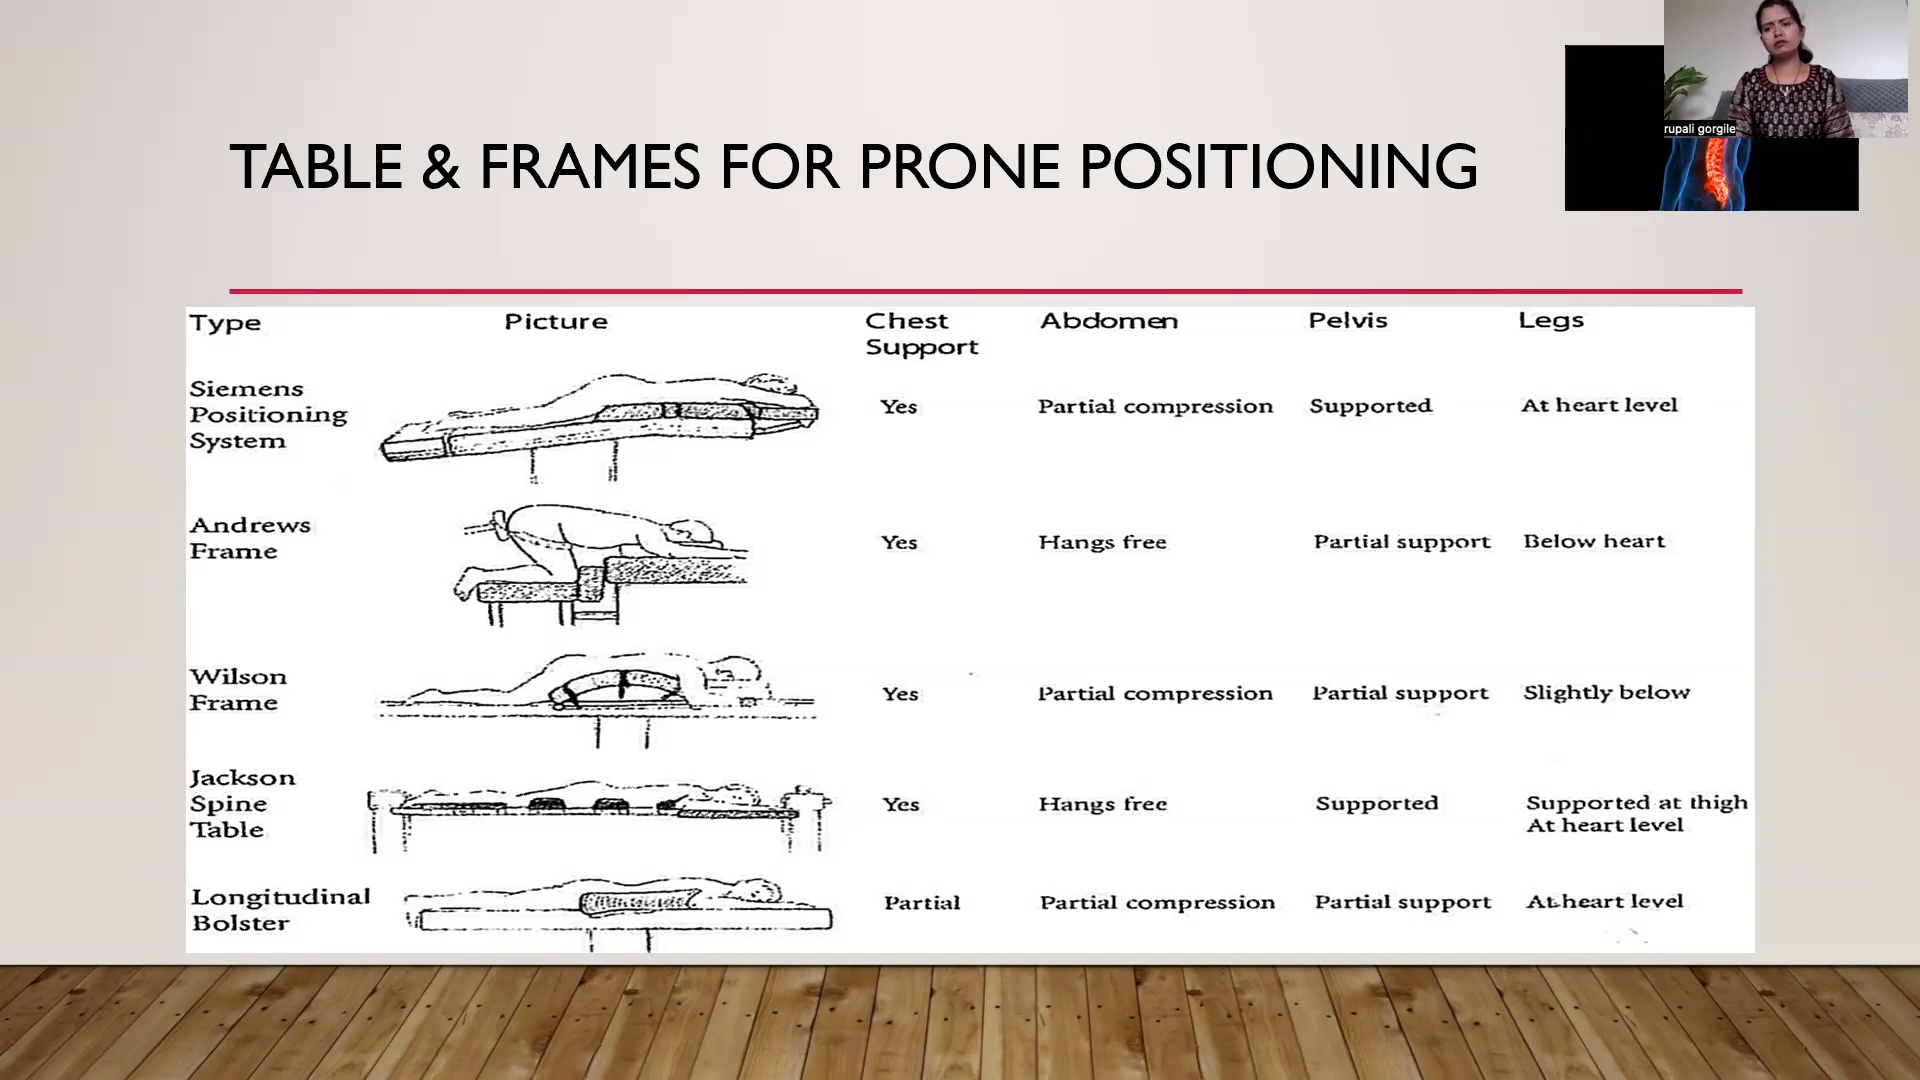 rupali gorgile
TABLE & FRAMES FOR PRONE POSITIONING
Type Picture Chest Support Abdomen Pelvis Legs
Siemens Positioning System Yes Partial compression Supported At heart level
Andrews Frame Yes Hangs free Partial support Below heart
Wilson Frame Yes Partial compression Partial support Slightly below
Jackson Spine Table Yes Hangs free Supported Supported at thigh At heart level
Longitudinal Bolster Partial Partial compression Partial support At heart level